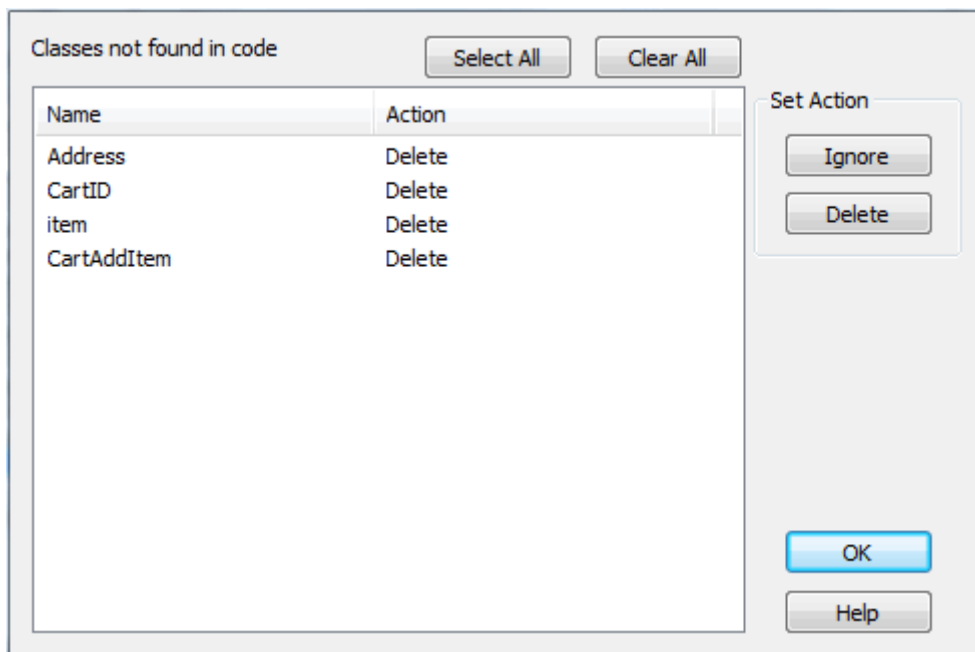 Classes not found in code
Select All
Clear All
Name Action
Address Delete
CartID Delete
item Delete
CartAddItem Delete
Set Action
Ignore
Delete
OK
Help